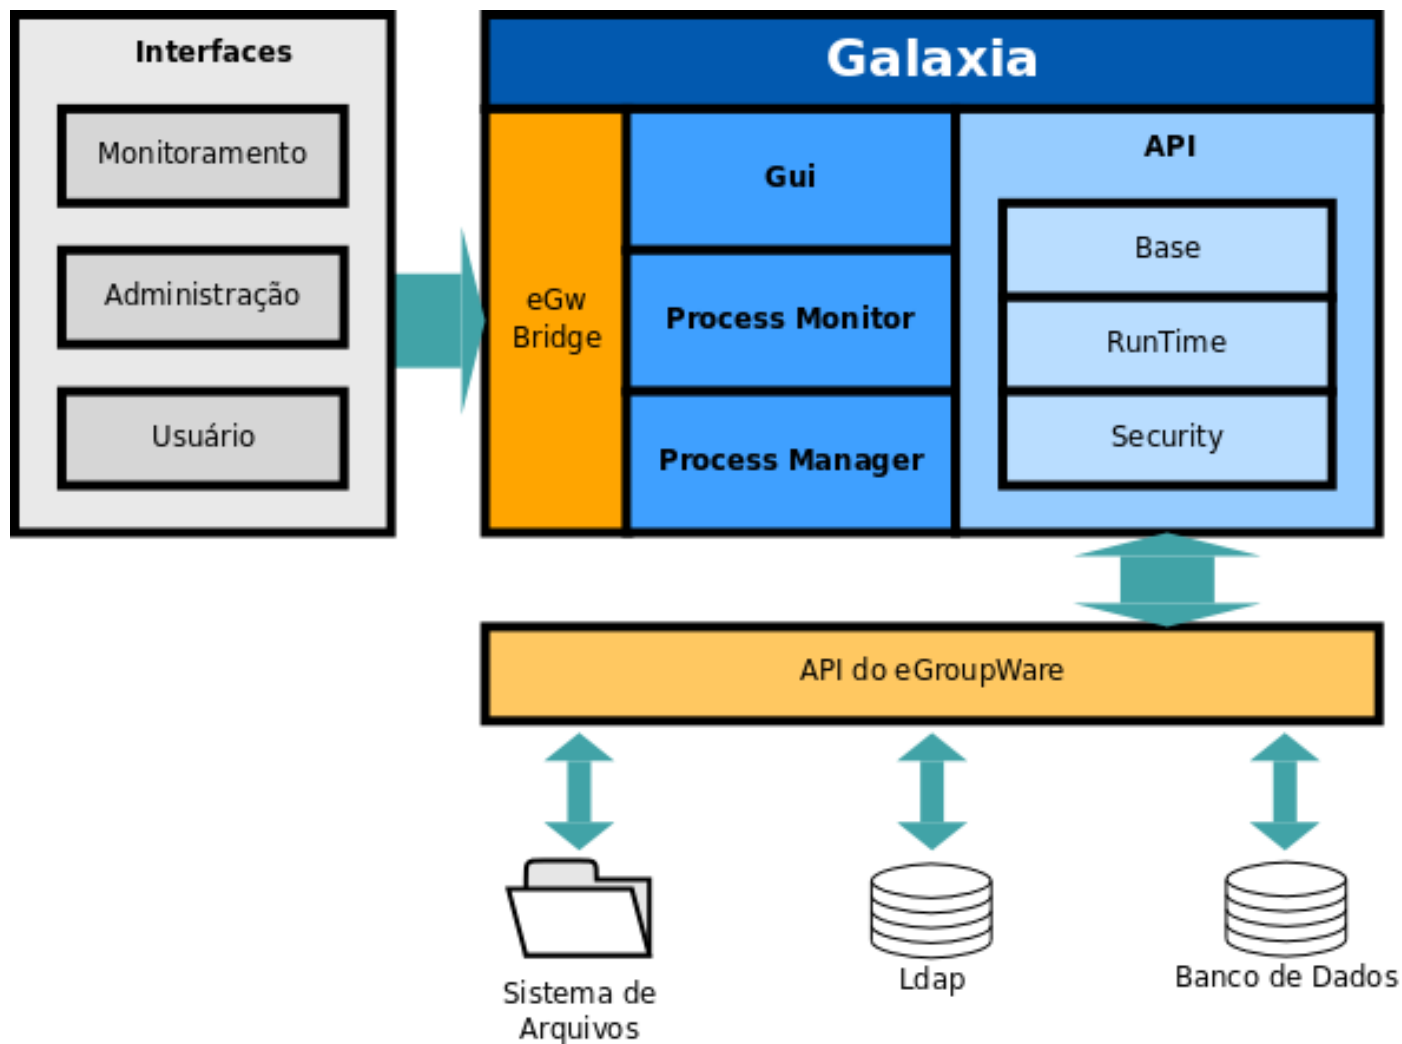 Interfaces
Monitoramento
Administração
Usuário
Galaxia
eGw
Bridge
Gui
Process Monitor
Process Manager
API
Base
RunTime
Security
API do eGroupWare
Sistema de
Arquivos
Ldap
Banco de Dados